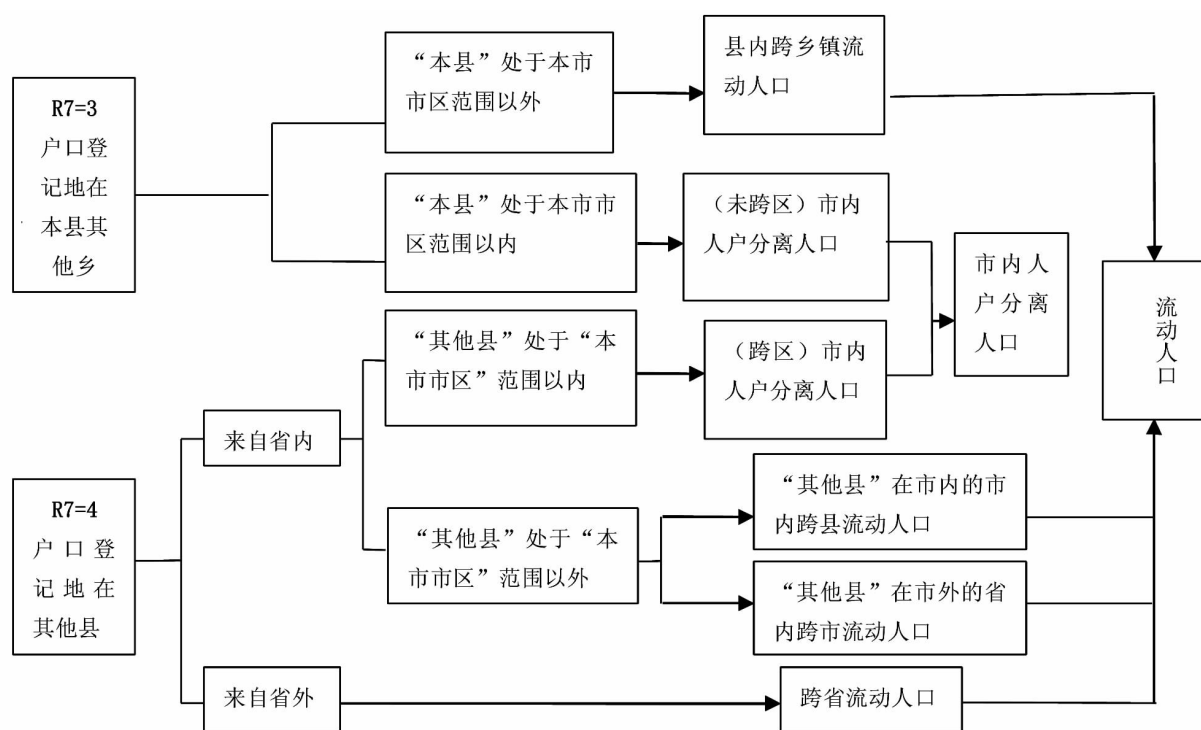 R7=3
户口登
记地在
本县其
他乡
“本县”处于本市
市区范围以外
县内跨乡镇流
动人口
“本县”处于本市市
区范围以内
（未跨区）市内
人户分离人口
市内人
户分离
人口
流动人口
“其他县”处于“本
市市区”范围以内
（跨区）市内
人户分离人口
R7=4
户口登
记地在
其他县
来自省内
“其他县”处于“本
市市区”范围以外
“其他县”在市内的市
内跨县流动人口
“其他县”在市外的省
内跨市流动人口
来自省外
跨省流动人口